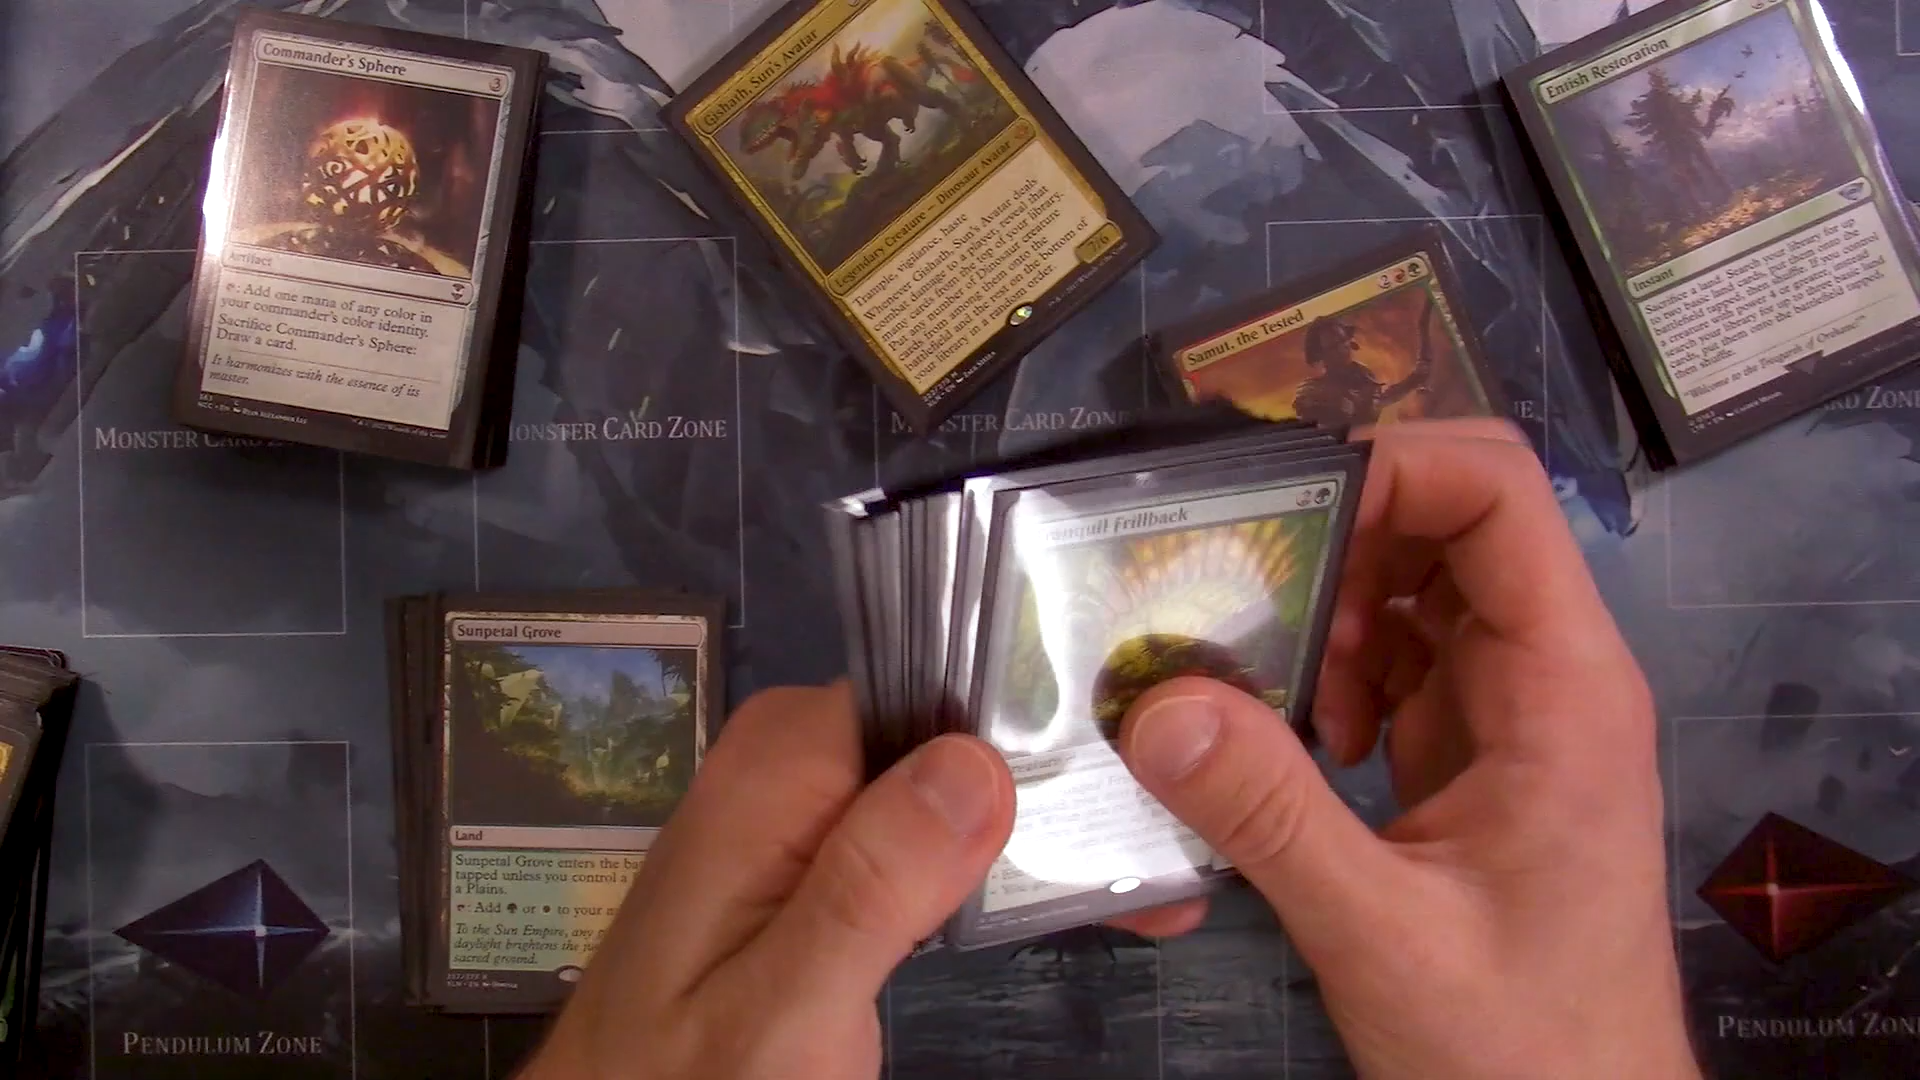 Commander's Sphere
3
Artifact
: Add one mana of any color in
your commander's color identity.
Sacrifice Commander's Sphere:
Draw a card.
It harmonizes with the essence of its
master.
Gishath, Sun's Avatar
Legendary Creature — Dinosaur Avatar
Trample, vigilance, haste
Whenever Gishath, Sun's Avatar deals
combat damage to a player, reveal that
many cards from the top of your library.
Put any number of Dinosaur creature
cards from among them onto the
battlefield and the rest on the bottom of
your library in a random order.
7/6
Samut, the Tested
2
Entish Restoration
Instant
Sacrifice a land. Search your library for up
to two basic land cards, put them onto the
battlefield tapped, then shuffle. If you control
a creature with power 4 or greater, instead
search your library for up to three basic land
cards, put them onto the battlefield tapped,
then shuffle.
"Welcome to the Treegarth of Orthanc!"
MONSTER CARD
MONSTER CARD ZONE
MONSTER CARD ZONE
CARD ZONE
Tranquil Frillback
2
Sunpetal Grove
Land
Sunpetal Grove enters the
tapped unless you control a
a Plains.
: Add or to your
To the Sun Empire, any
daylight brightens the
sacred ground.
PENDULUM ZONE
PENDULUM ZONE